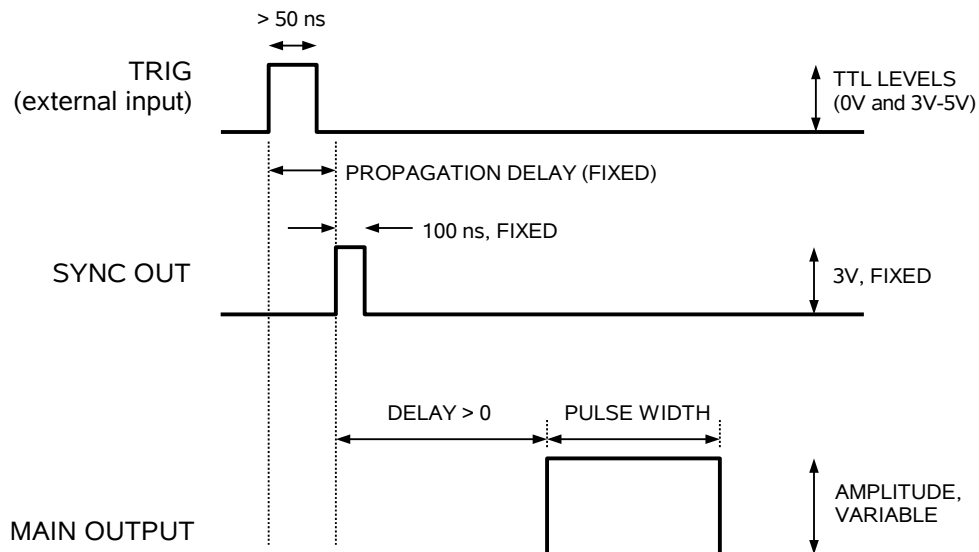 > 50 ns
TRIG
(external input)
TTL LEVELS
(0V and 3V-5V)
PROPAGATION DELAY (FIXED)
100 ns, FIXED
SYNC OUT
3V, FIXED
DELAY > 0
PULSE WIDTH
MAIN OUTPUT
AMPLITUDE,
VARIABLE